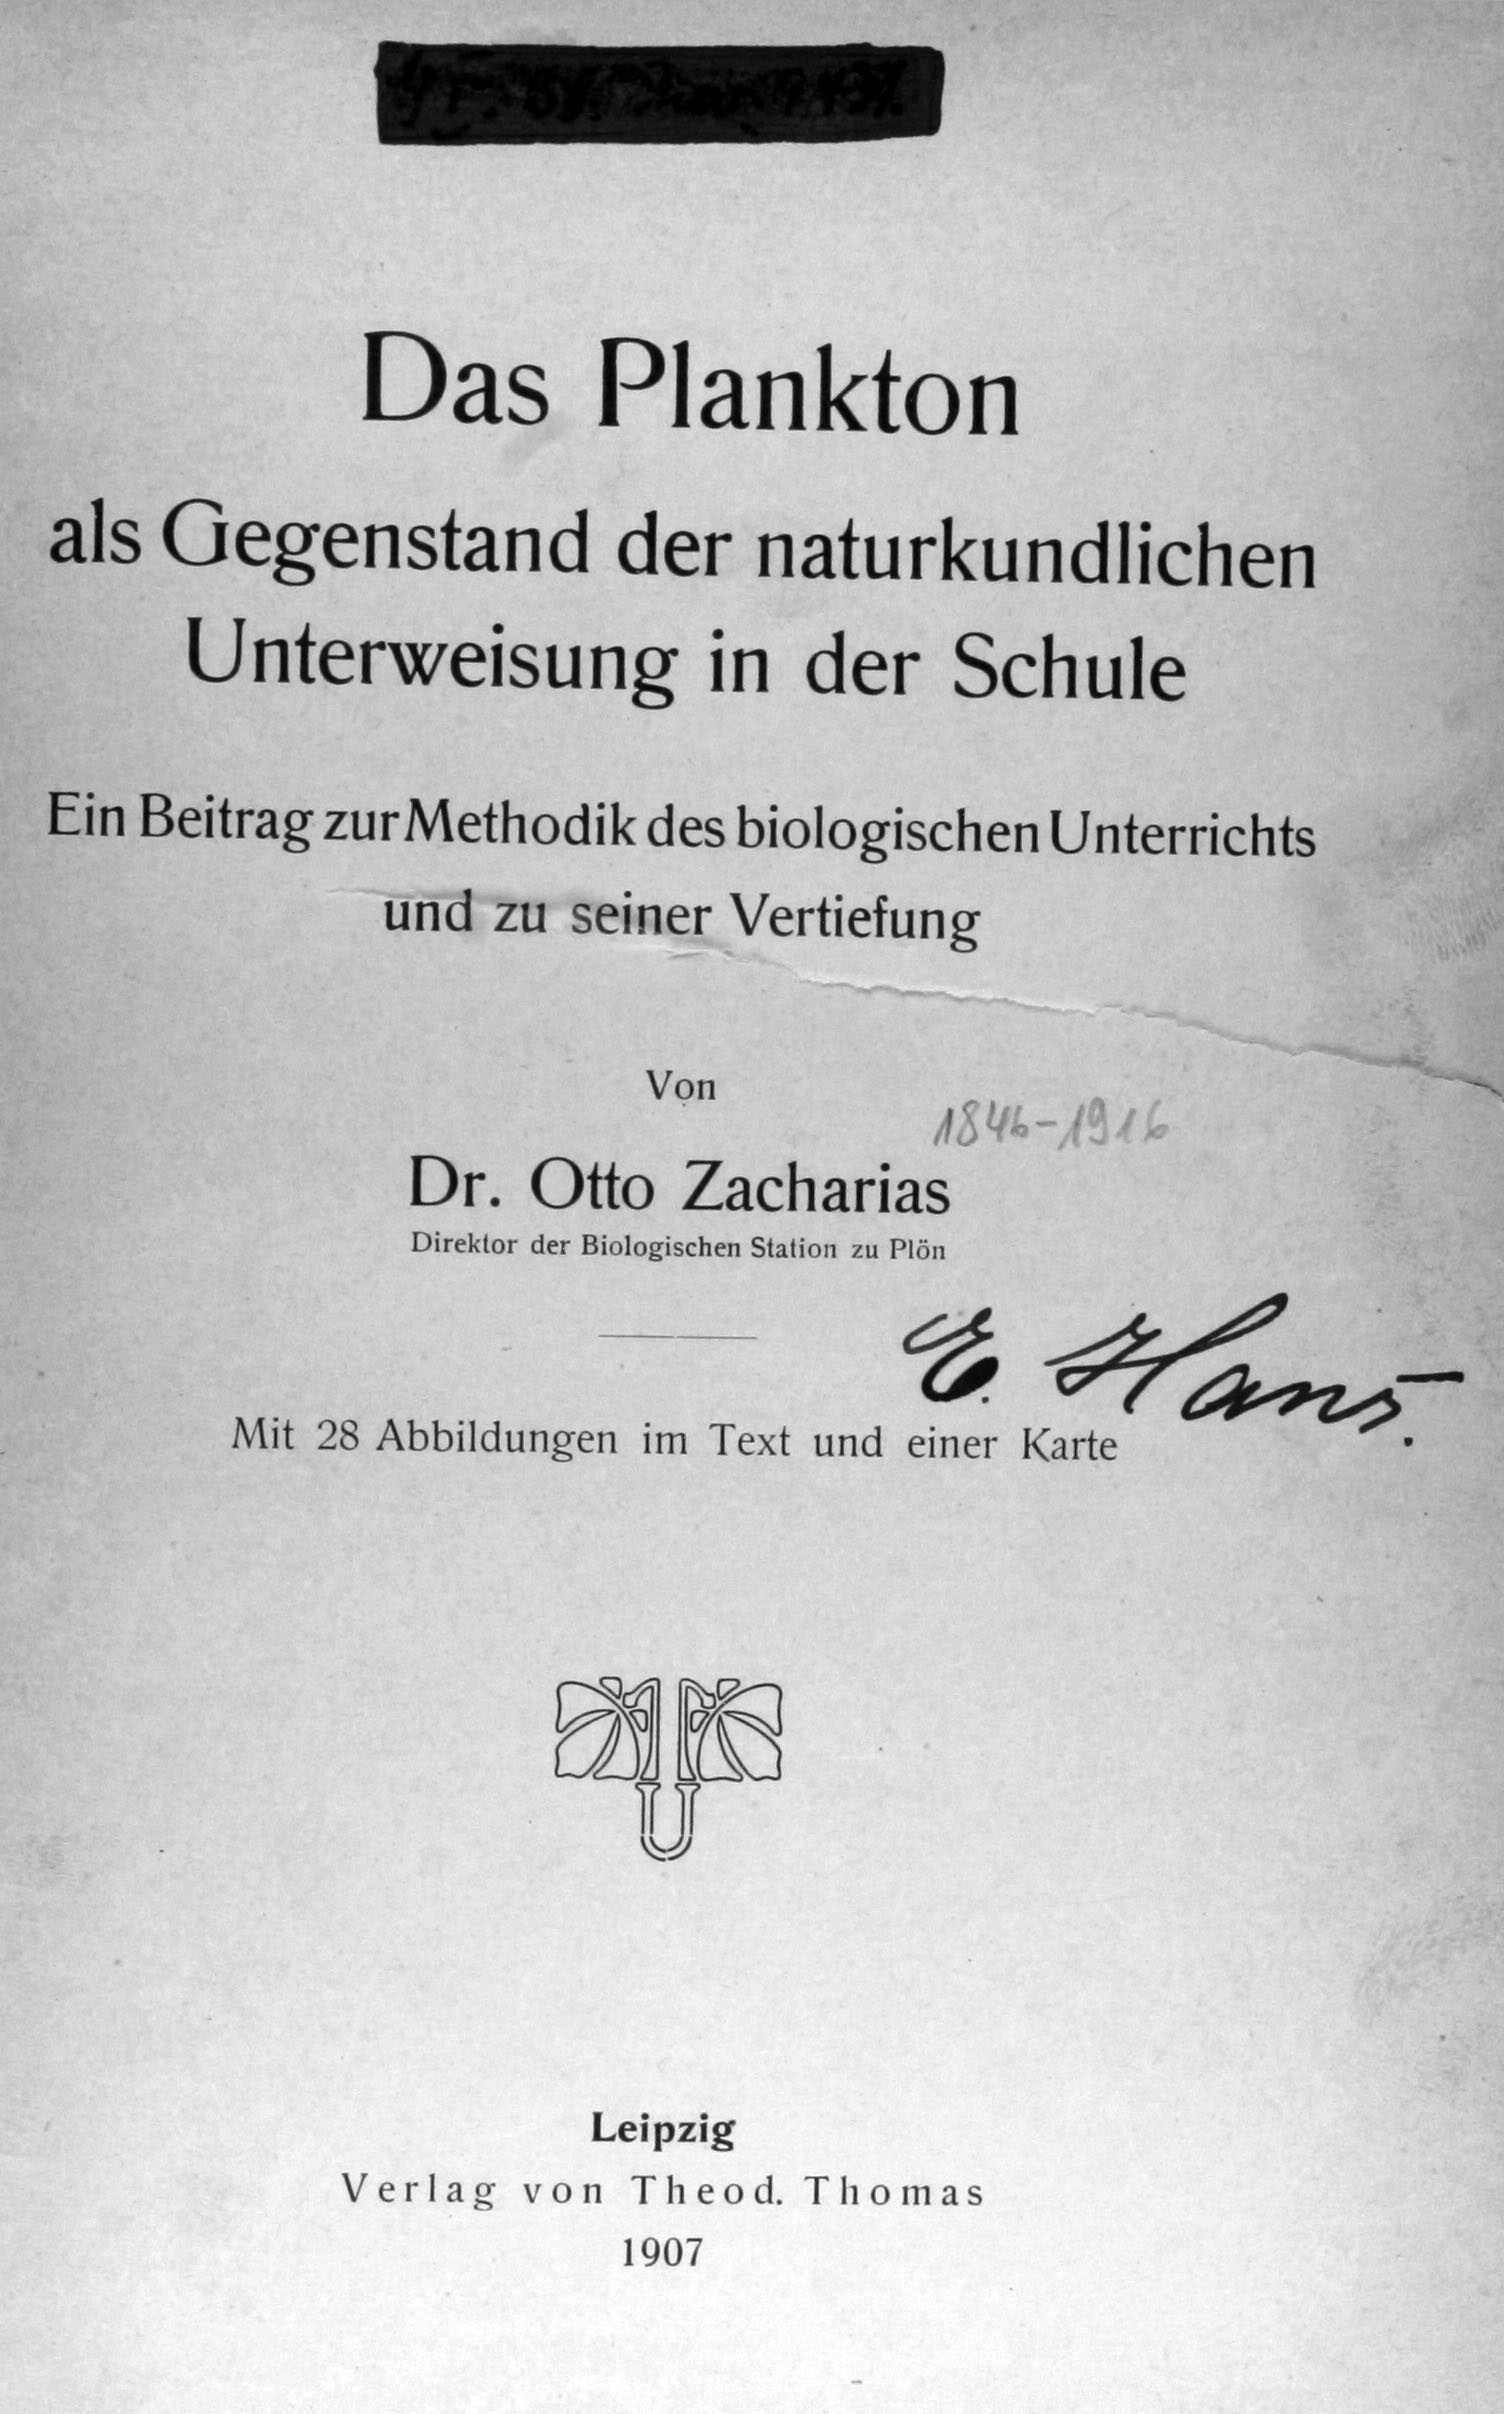 Das Plankton
als Gegenstand der naturkundlichen
Unterweisung in der Schule
Ein Beitrag zur Methodik des biologischen Unterrichts
und zu seiner Vertiefung
Von
1846-1916
Dr. Otto Zacharias
Direktor der Biologischen Station zu Plön
E.
Mit 28 Abbildungen im Text und einer Karte
Leipzig
Verlag von Theod. Thomas
1907